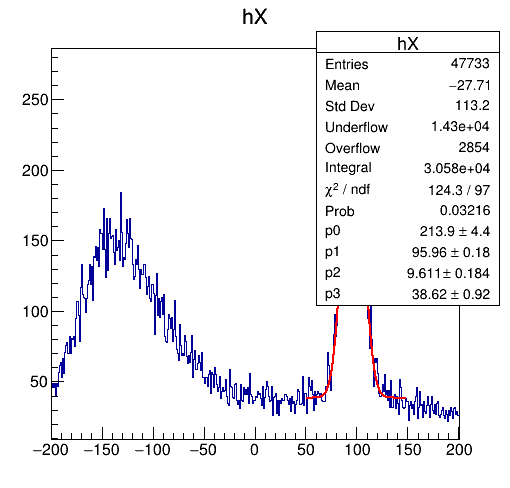 hX
hX
Entries 47733
Mean −27.71
Std Dev 113.2
Underflow 1.43e+04
Overflow 2854
Integral 3.058e+04
χ² / ndf 124.3 / 97
Prob 0.03216
p0 213.9 ± 4.4
p1 95.96 ± 0.18
p2 9.611± 0.184
p3 38.62 ± 0.92
250
200
150
100
50
−200 −150 −100 −50 0 50 100 150 200